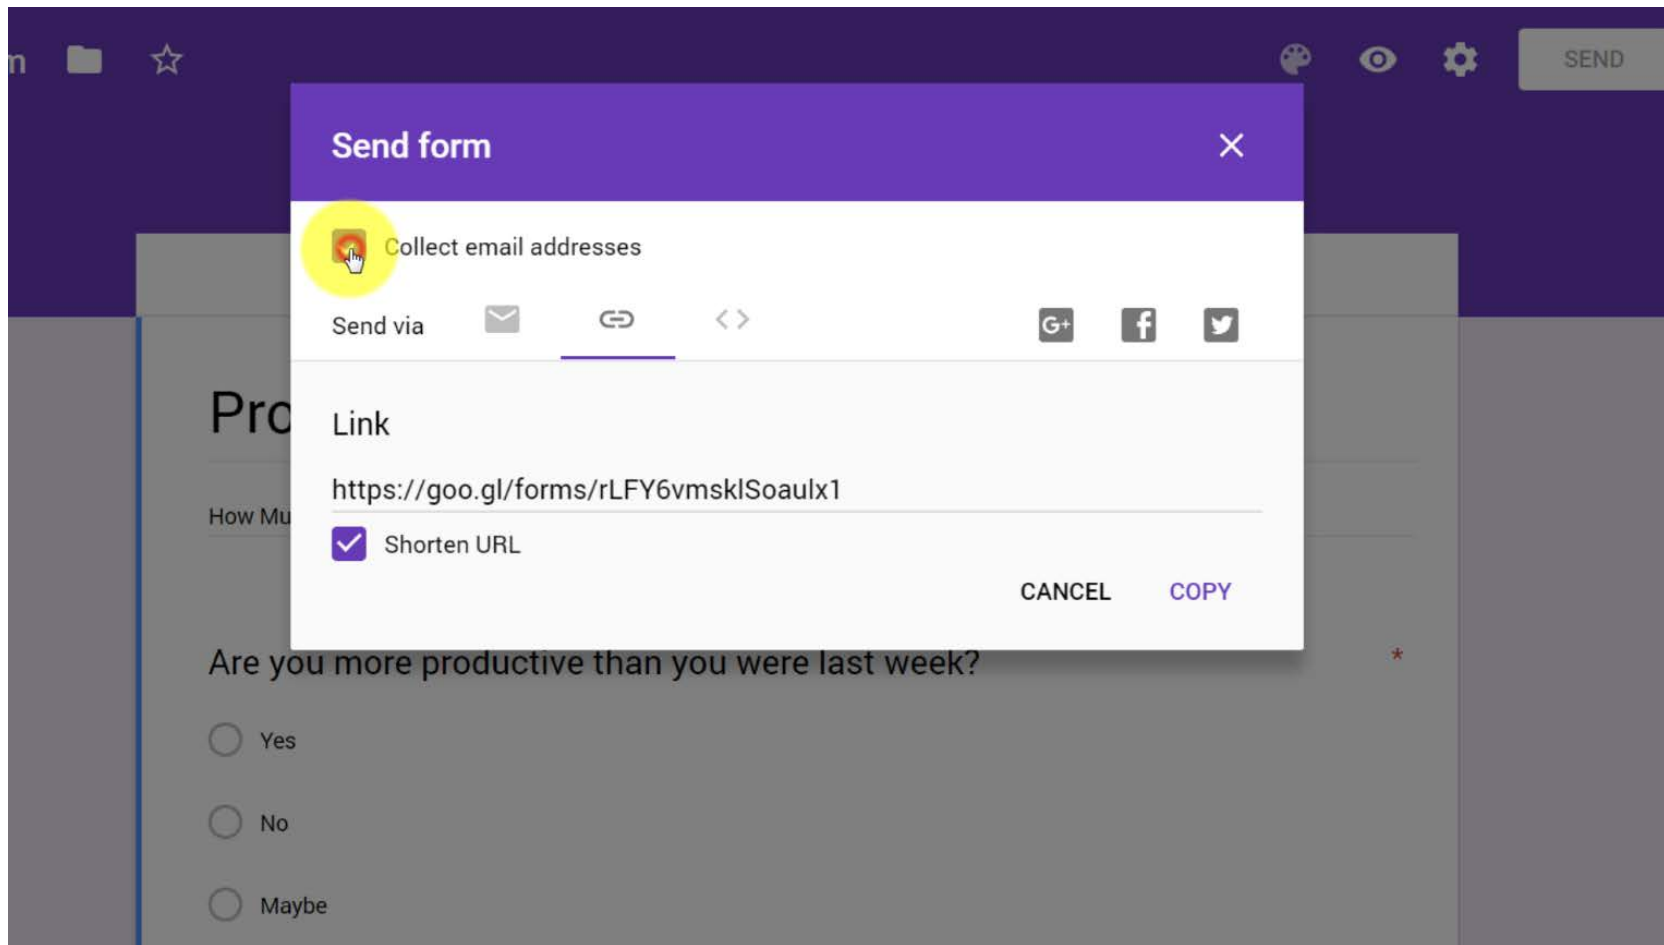 m
SEND
Send form
Collect email addresses
Send via
G+
Link
https://goo.gl/forms/rLFY6vmsklSoaulx1
Shorten URL
CANCEL
COPY
Pro
How Mu
Are you more productive than you were last week? *
Yes
No
Maybe